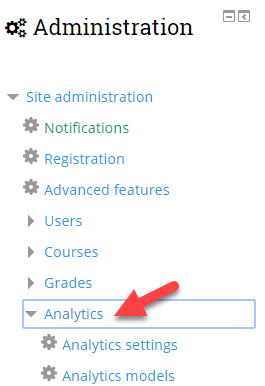 Administration
Site administration
Notifications
Registration
Advanced features
Users
Courses
Grades
Analytics
Analytics settings
Analytics models